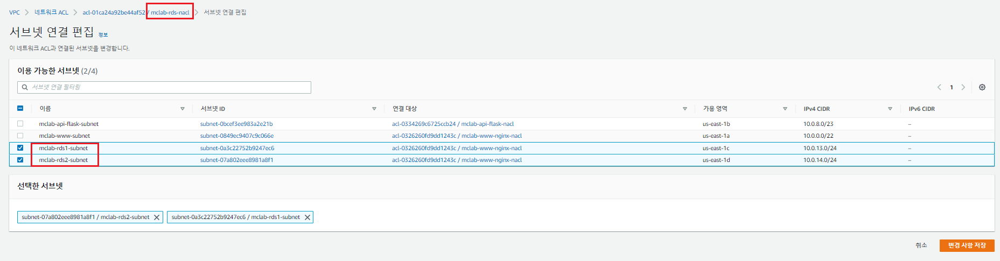 VPC > 네트워크 ACL > acl-01ca24a92be44af52 / mclab-rds-nacl > 서브넷 연결 편집
서브넷 연결 편집 정보
이 네트워크 ACL과 연결된 서브넷을 변경합니다.
이용 가능한 서브넷 (2/4)
서브넷 연결 필터링
1
이름 서브넷 ID 연결 대상 가용 영역 IPv4 CIDR IPv6 CIDR
mclab-api-flask-subnet subnet-0bcef3ee983a2e21b acl-0334269c6725ccb24 / mclab-api-flask-nacl us-east-1b 10.0.8.0/23 –
mclab-www-subnet subnet-0849ec9407c9c066e acl-0326260fd9dd1243c / mclab-www-nginx-nacl us-east-1a 10.0.0.0/22 –
mclab-rds1-subnet subnet-0a3c22752b9247ec6 acl-0326260fd9dd1243c / mclab-www-nginx-nacl us-east-1c 10.0.13.0/24 –
mclab-rds2-subnet subnet-07a802eee8981a8f1 acl-0326260fd9dd1243c / mclab-www-nginx-nacl us-east-1d 10.0.14.0/24 –
선택한 서브넷
subnet-07a802eee8981a8f1 / mclab-rds2-subnet subnet-0a3c22752b9247ec6 / mclab-rds1-subnet
취소 변경 사항 저장